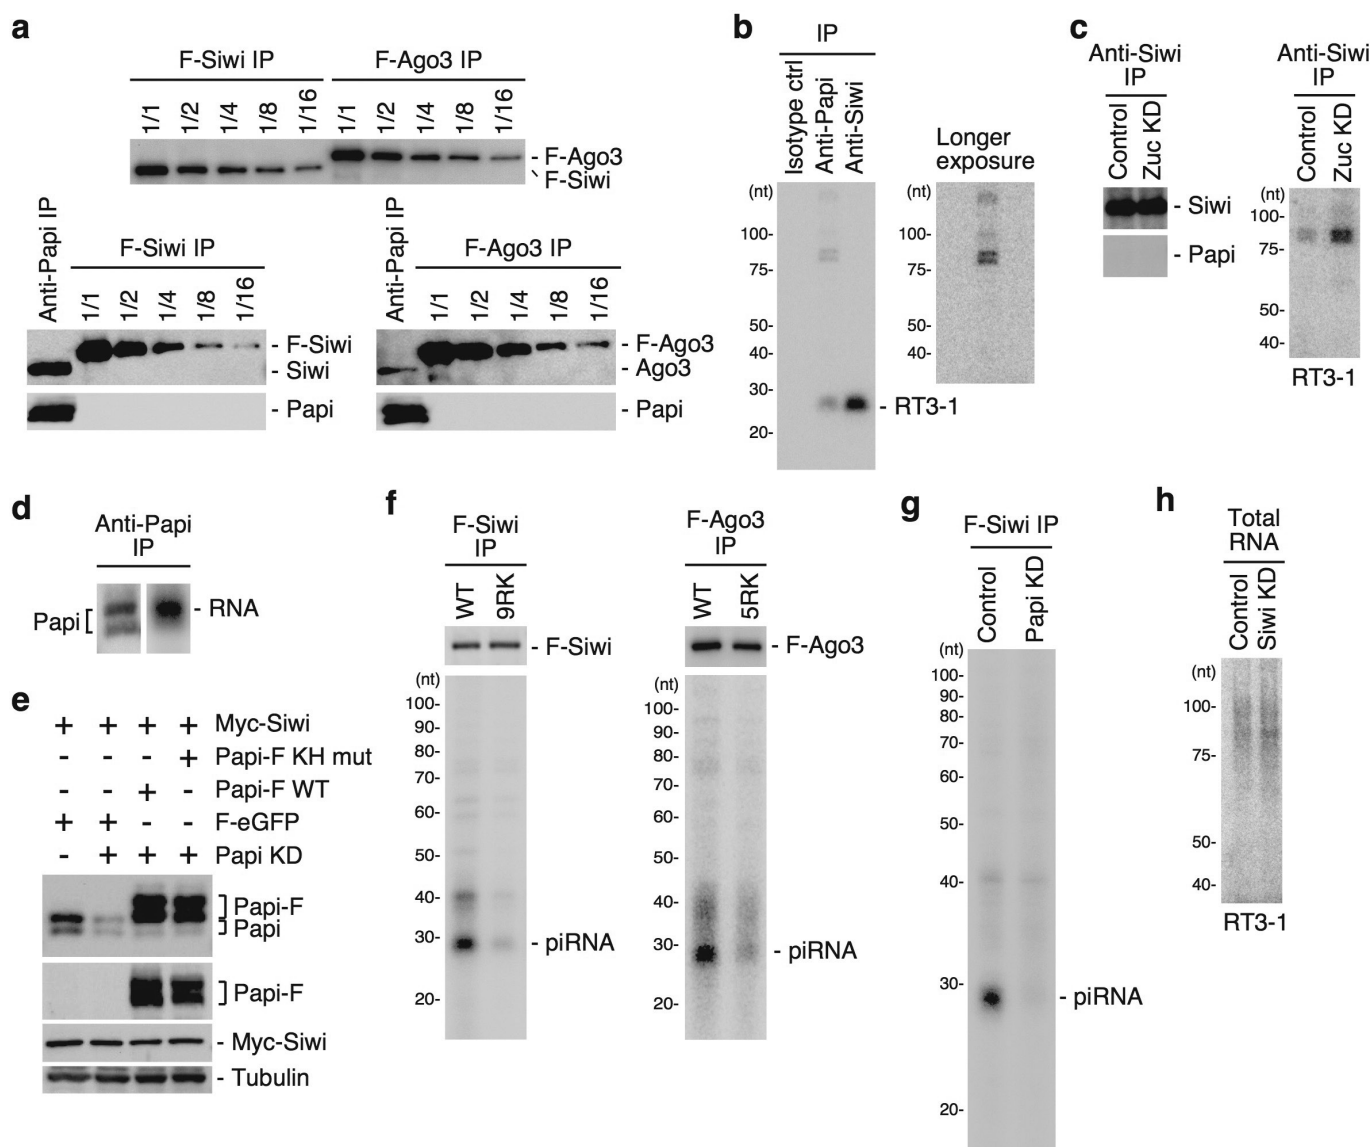 a
F-Siwi IP
F-Ago3 IP
1/1 1/2 1/4 1/8 1/16 1/1 1/2 1/4 1/8 1/16
- F-Ago3
F-Siwi
Anti-Papi IP
F-Siwi IP
1/1 1/2 1/4 1/8 1/16
- F-Siwi
- Siwi
- Papi
Anti-Papi IP
F-Ago3 IP
1/1 1/2 1/4 1/8 1/16
- F-Ago3
- Ago3
- Papi
b
IP
Isotype ctrl
Anti-Papi
Anti-Siwi
(nt)
100-
75-
50-
40-
30-
20-
- RT3-1
Longer
exposure
(nt)
100-
75-
50-
40-
c
Anti-Siwi
IP
Control
Zuc KD
- Siwi
- Papi
Anti-Siwi
IP
Control
Zuc KD
(nt)
100-
75-
50-
40-
RT3-1
d
Anti-Papi
IP
Papi [
- RNA
e
+ + + + Myc-Siwi
- - - + Papi-F KH mut
- - + - Papi-F WT
+ + - - F-eGFP
- + + + Papi KD
] Papi-F
] Papi
] Papi-F
- Myc-Siwi
- Tubulin
f
F-Siwi
IP
WT
9RK
- F-Siwi
(nt)
100-
90-
80-
70-
60-
50-
40-
30-
20-
- piRNA
F-Ago3
IP
WT
5RK
- F-Ago3
(nt)
100-
90-
80-
70-
60-
50-
40-
30-
20-
- piRNA
g
F-Siwi IP
Control
Papi KD
(nt)
100-
90-
80-
70-
60-
50-
40-
30-
20-
- piRNA
h
Total
RNA
Control
Siwi KD
(nt)
100-
75-
50-
40-
RT3-1